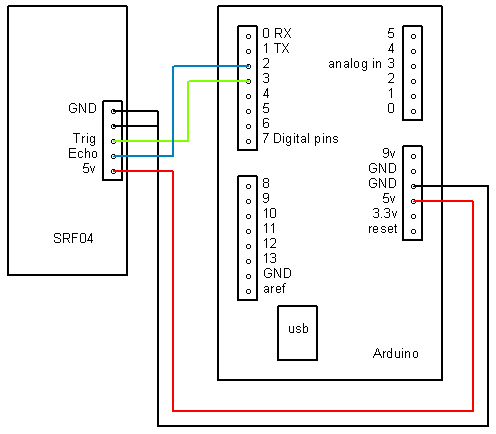 GND
Trig
Echo
5v
SRF04
0 RX
1 TX
2
3
4
5
6
7 Digital pins
8
9
10
11
12
13
GND
aref
usb
5
4
analog in 3
2
1
0
9v
GND
GND
5v
3.3v
reset
Arduino